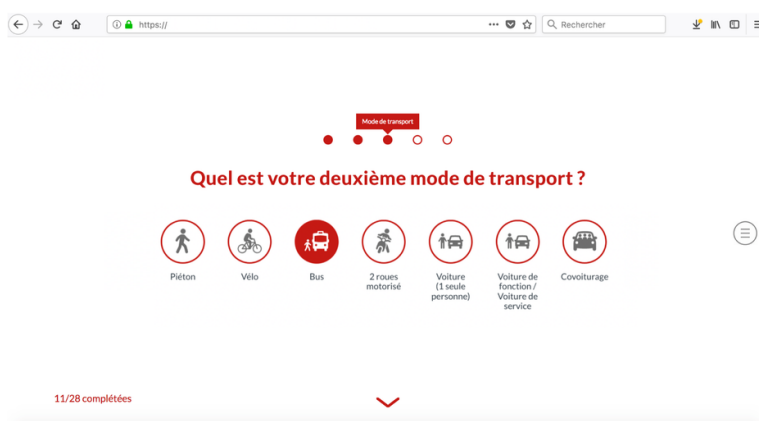 https://
Rechercher
Mode de transport
Quel est votre deuxième mode de transport ?
Piéton
Vélo
Bus
2 roues
motorisé
Voiture
(1 seule
personne)
Voiture de
fonction /
Voiture de
service
Covoiturage
11/28 complétées